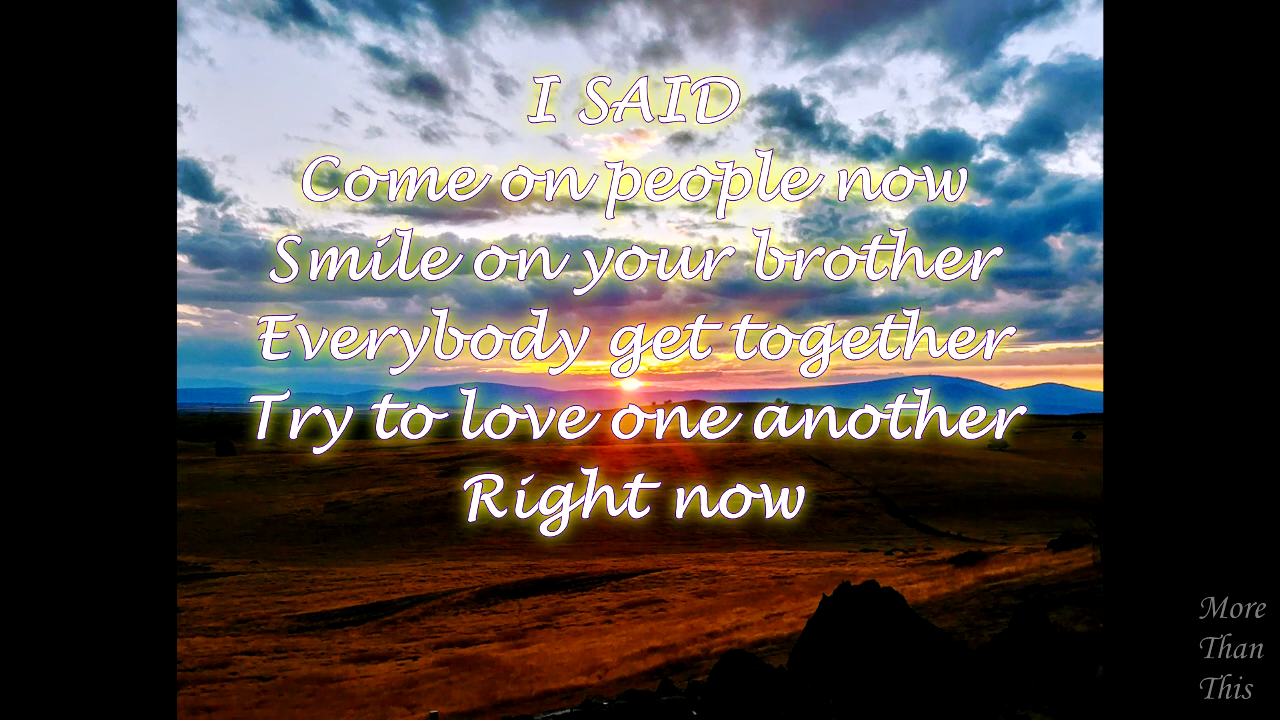 I SAID
Come on people now
Smile on your brother
Everybody get together
Try to love one another
Right now
More
Than
This